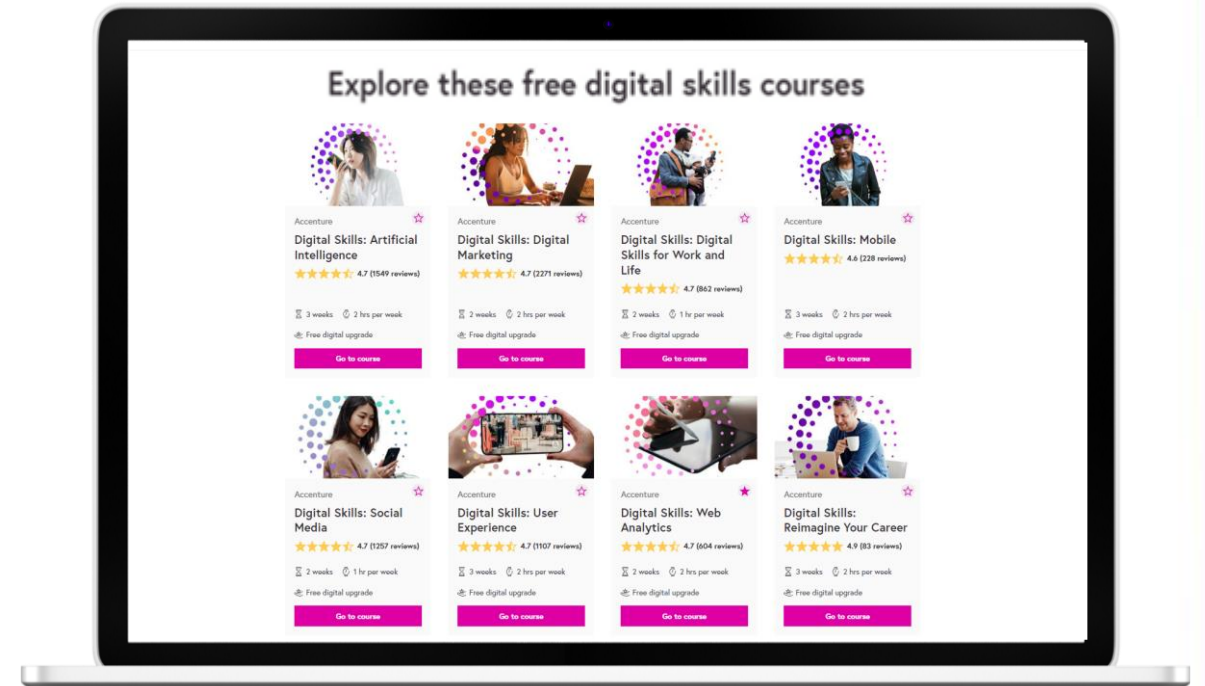 Explore these free digital skills courses
Accenture
Digital Skills: Artificial
Intelligence
4.7 (1549 reviews)
3 weeks 2 hrs per week
Free digital upgrade
Go to course
Accenture
Digital Skills: Digital
Marketing
4.7 (2271 reviews)
2 weeks 2 hrs per week
Free digital upgrade
Go to course
Accenture
Digital Skills: Digital
Skills for Work and
Life
4.7 (862 reviews)
2 weeks 1 hr per week
Free digital upgrade
Go to course
Accenture
Digital Skills: Mobile
4.6 (228 reviews)
3 weeks 2 hrs per week
Free digital upgrade
Go to course
Accenture
Digital Skills: Social
Media
4.7 (1257 reviews)
2 weeks 1 hr per week
Free digital upgrade
Go to course
Accenture
Digital Skills: User
Experience
4.7 (1107 reviews)
3 weeks 2 hrs per week
Free digital upgrade
Go to course
Accenture
Digital Skills: Web
Analytics
4.7 (604 reviews)
2 weeks 2 hrs per week
Free digital upgrade
Go to course
Accenture
Digital Skills:
Reimagine Your Career
4.9 (83 reviews)
3 weeks 2 hrs per week
Free digital upgrade
Go to course